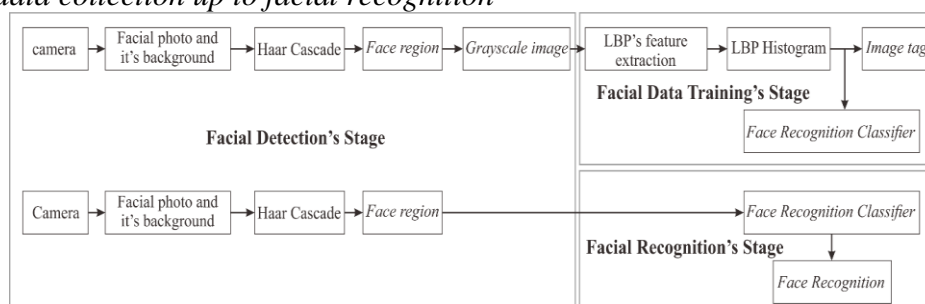 data collection up to facial recognition
camera
Facial photo and
it's background
Haar Cascade
Face region
Grayscale image
LBP's feature
extraction
LBP Histogram
Image tag
Facial Data Training's Stage
Face Recognition Classifier
Facial Detection's Stage
Camera
Facial photo and
it's background
Haar Cascade
Face region
Face Recognition Classifier
Facial Recognition's Stage
Face Recognition